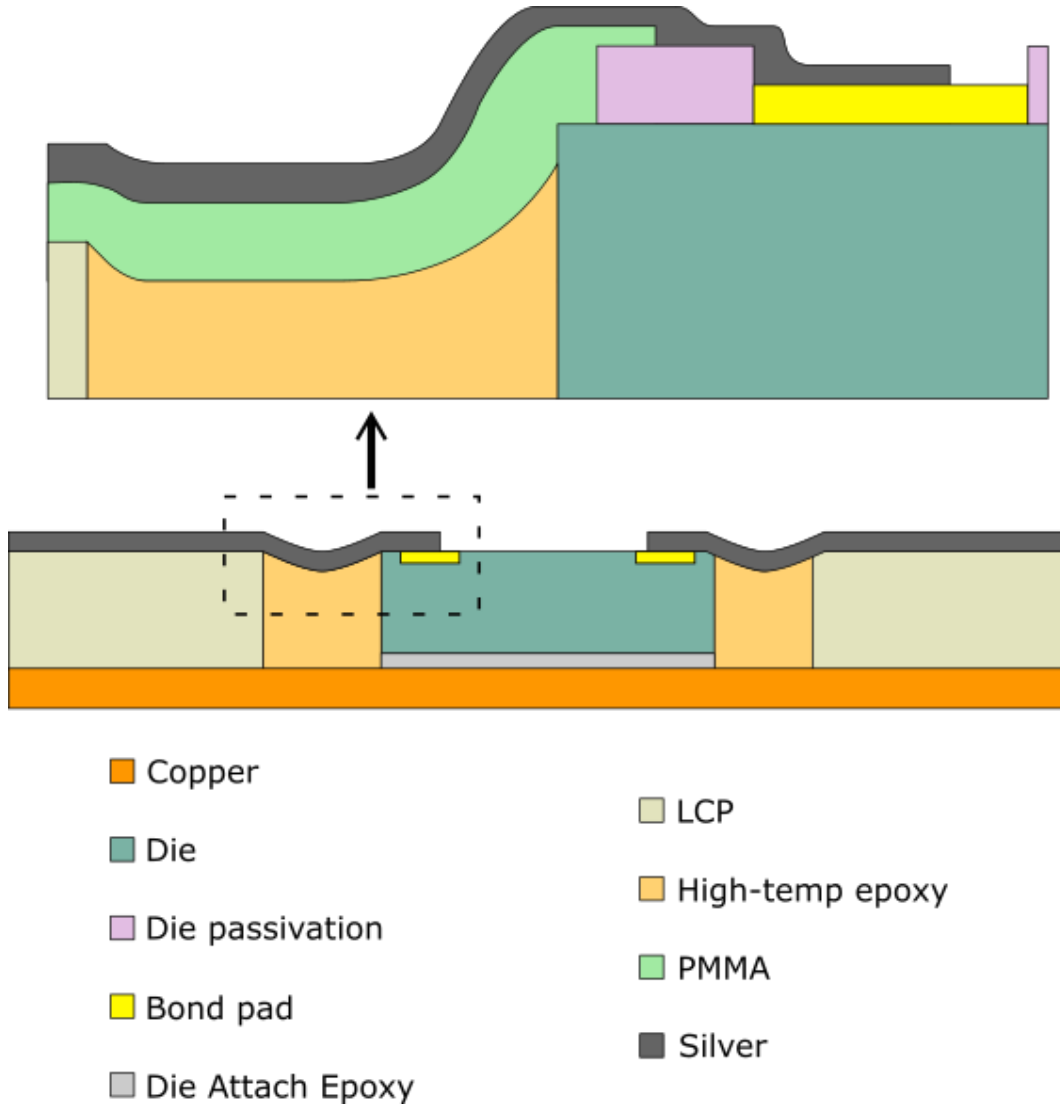 Copper
Die
Die passivation
Bond pad
Die Attach Epoxy
LCP
High-temp epoxy
PMMA
Silver